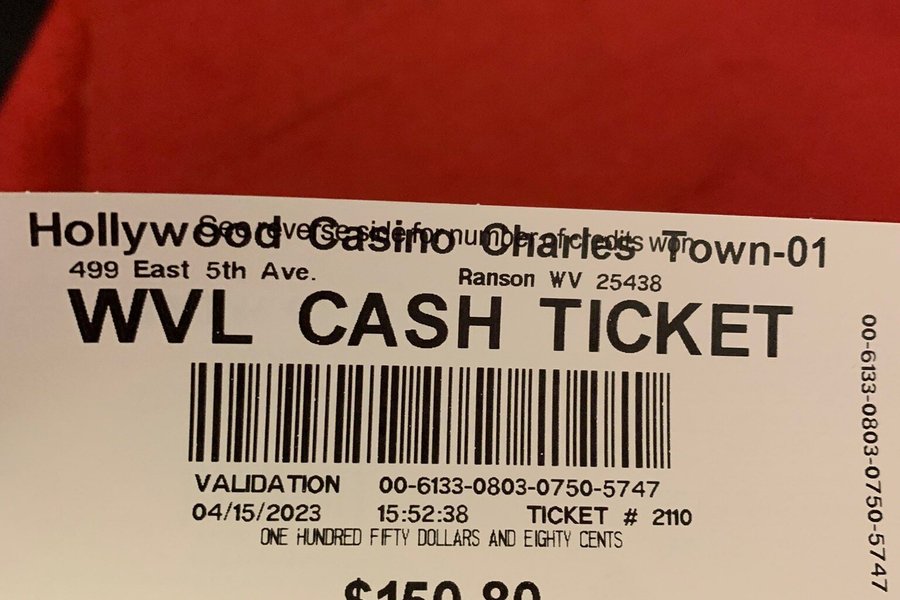 Hollywood Casino Charles Town-01
See reverse side for number of credits won
499 East 5th Ave. Ranson WV 25438
WVL CASH TICKET
VALIDATION 00-6133-0803-0750-5747
04/15/2023 15:52:38 TICKET # 2110
ONE HUNDRED FIFTY DOLLARS AND EIGHTY CENTS
$150.80
00-6133-0803-0750-5747